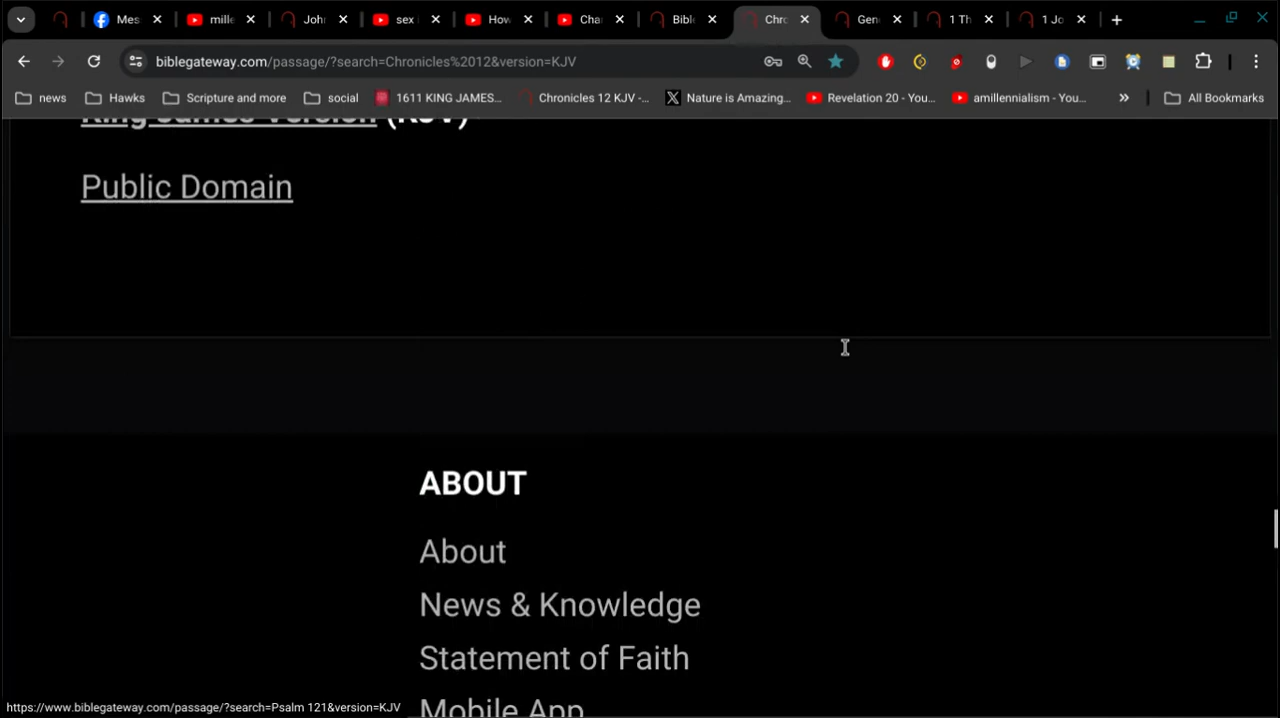 Mes
mille
Johr
sex
How
Cha
Bibl
Chro
Gen
1 Th
1 Jo
biblegateway.com/passage/?search=Chronicles%2012&version=KJV
news
Hawks
Scripture and more
social
1611 KING JAMES...
Chronicles 12 KJV -...
Nature is Amazing...
Revelation 20 - You...
amillennialism - You...
»
All Bookmarks
King James Version (KJV)
Public Domain
ABOUT
About
News & Knowledge
Statement of Faith
Mobile App
https://www.biblegateway.com/passage/?search=Psalm 121&version=KJV